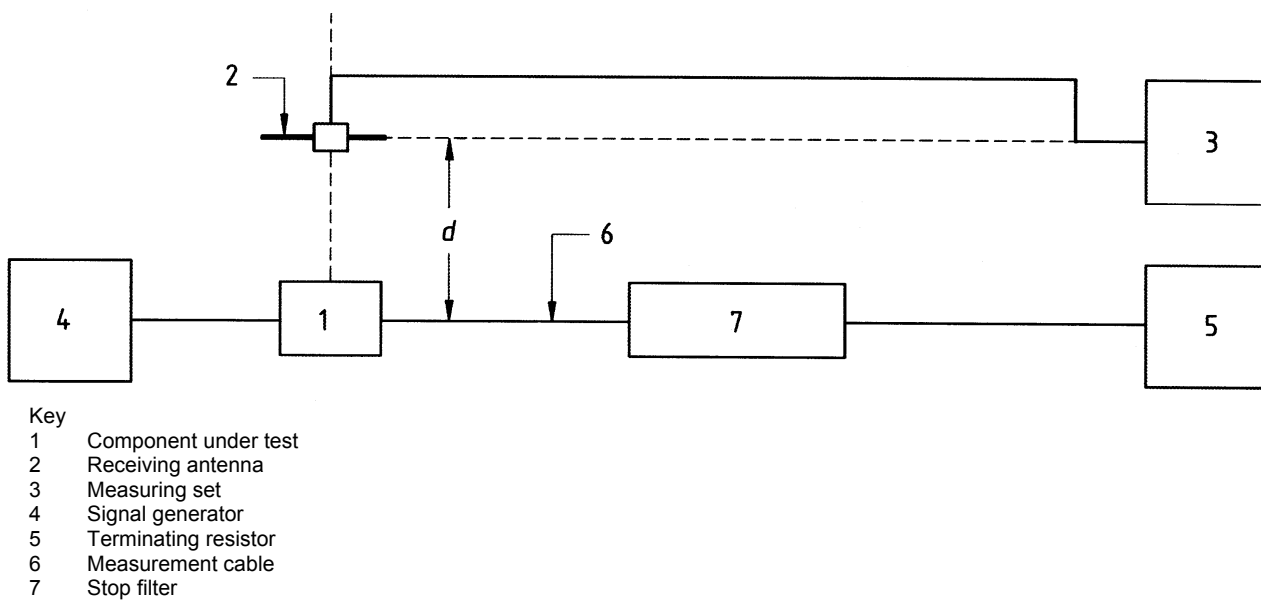 2
3
d
6
4
1
7
5
Key
1 Component under test
2 Receiving antenna
3 Measuring set
4 Signal generator
5 Terminating resistor
6 Measurement cable
7 Stop filter